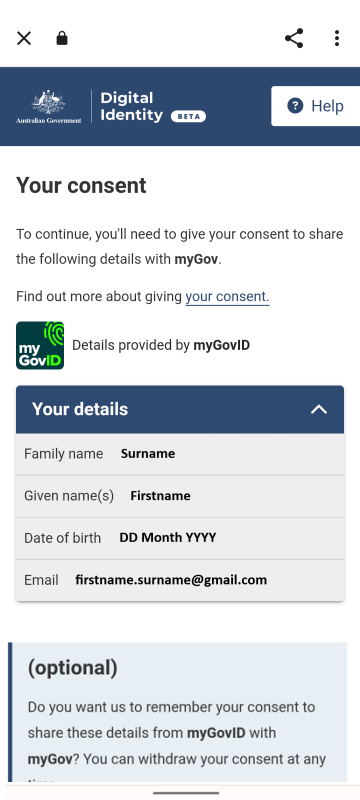 Australian Government
Digital
Identity BETA
Help
Your consent
To continue, you'll need to give your consent to share
the following details with myGov.
Find out more about giving your consent.
my
GovID
Details provided by myGovID
Your details
Family name Surname
Given name(s) Firstname
Date of birth DD Month YYYY
Email firstname.surname@gmail.com
(optional)
Do you want us to remember your consent to
share these details from myGovID with
myGov? You can withdraw your consent at any